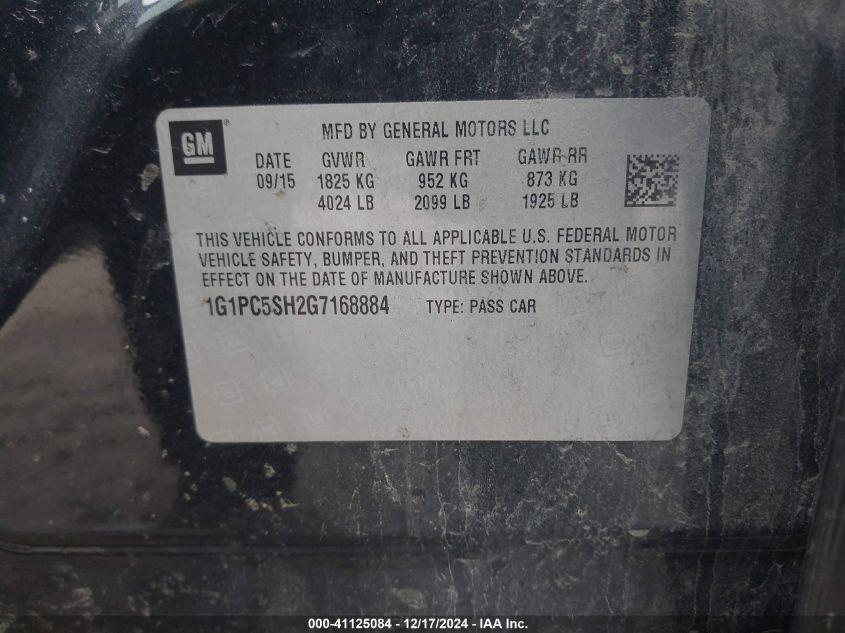 GM ® MFD BY GENERAL MOTORS LLC
DATE GVWR GAWR FRT GAWR RR
09/15 1825 KG 952 KG 873 KG
4024 LB 2099 LB 1925 LB
THIS VEHICLE CONFORMS TO ALL APPLICABLE U.S. FEDERAL MOTOR
VEHICLE SAFETY, BUMPER, AND THEFT PREVENTION STANDARDS IN
EFFECT ON THE DATE OF MANUFACTURE SHOWN ABOVE.
1G1PC5SH2G7168884 TYPE: PASS CAR
000-41125084 - 12/17/2024 - IAA Inc.